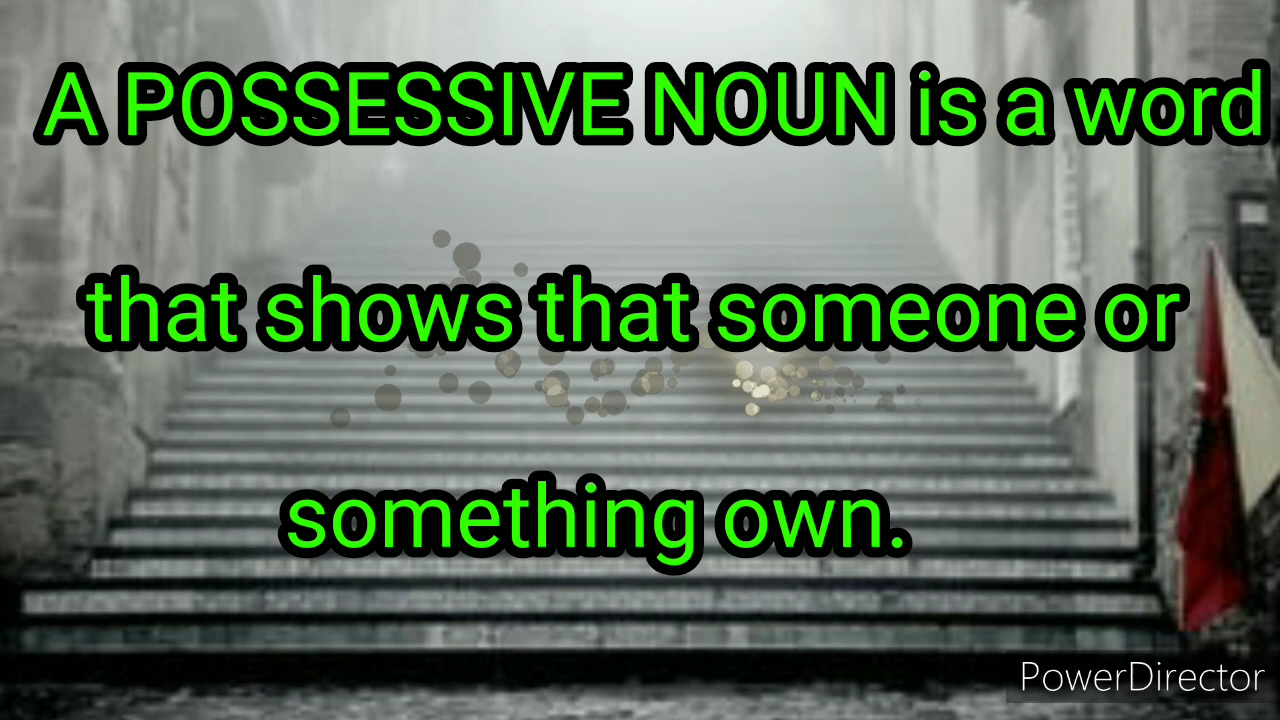 A POSSESSIVE NOUN is a word
that shows that someone or
something own.
PowerDirector